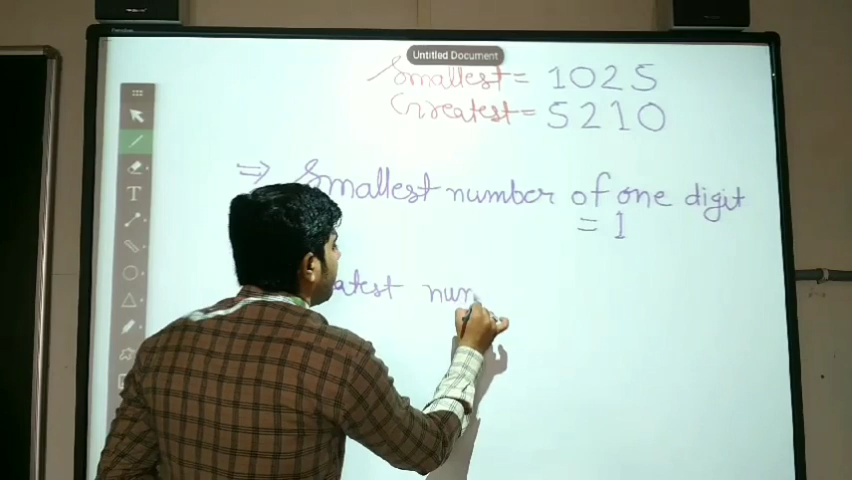 Untitled Document
Smallest = 1025
Greatest = 5210
⇒ Smallest number of one digit
= 1
atest num